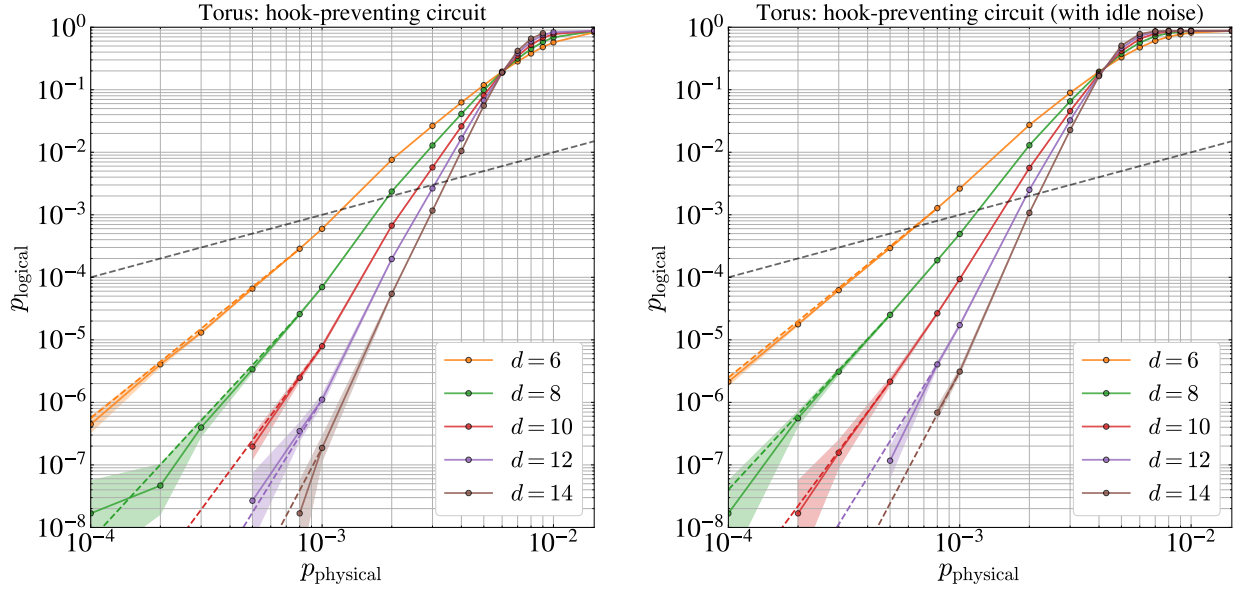 Torus: hook-preventing circuit
10^0
10^{-1}
10^{-2}
10^{-3}
10^{-4}
10^{-5}
10^{-6}
10^{-7}
10^{-8}
p_logical
d = 6
d = 8
d = 10
d = 12
d = 14
10^{-4}
10^{-3}
10^{-2}
p_physical
Torus: hook-preventing circuit (with idle noise)
10^0
10^{-1}
10^{-2}
10^{-3}
10^{-4}
10^{-5}
10^{-6}
10^{-7}
10^{-8}
p_logical
d = 6
d = 8
d = 10
d = 12
d = 14
10^{-4}
10^{-3}
10^{-2}
p_physical